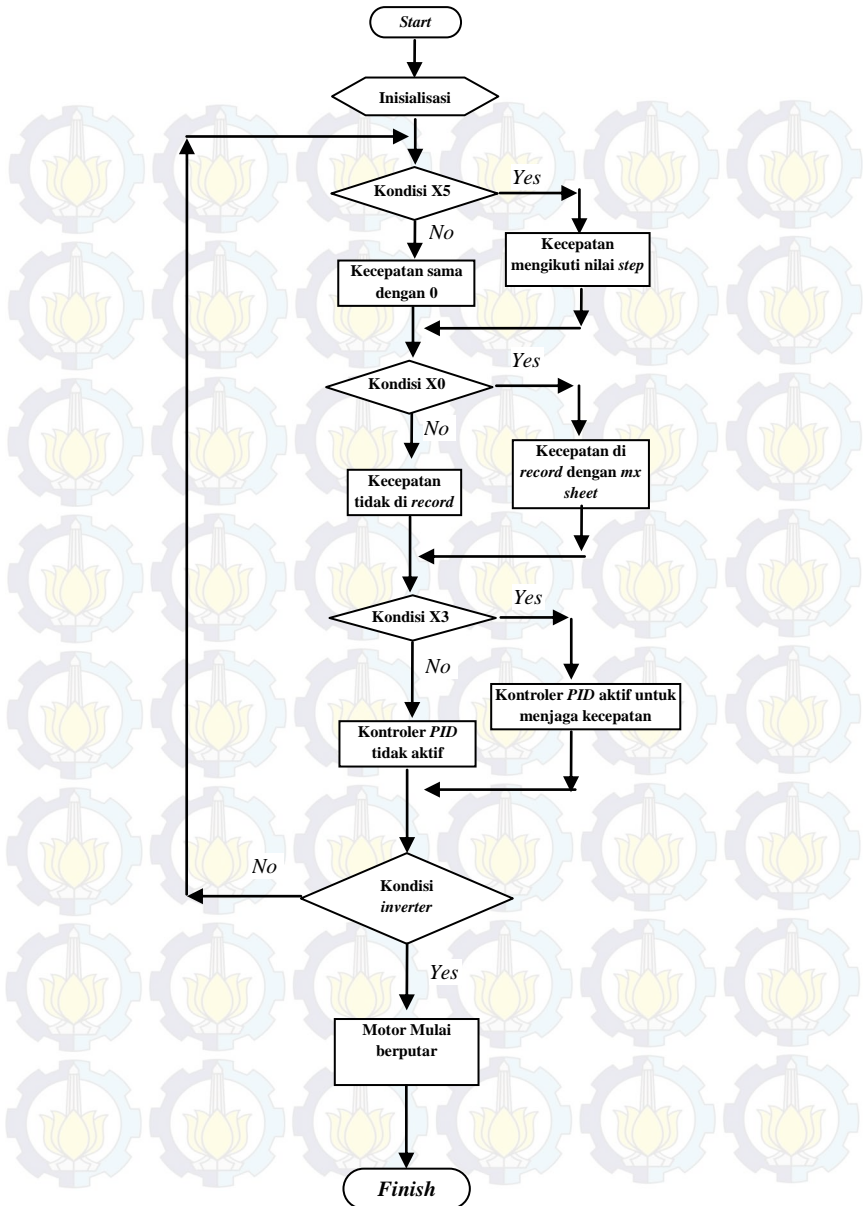 Start
Inisialisasi
Kondisi X5
Yes
No
Kecepatan
mengikuti nilai step
Kecepatan sama
dengan 0
Kondisi X0
Yes
No
Kecepatan di
record dengan mx
sheet
Kecepatan
tidak di record
Kondisi X3
Yes
No
Kontroler PID aktif untuk
menjaga kecepatan
Kontroler PID
tidak aktif
Kondisi
inverter
No
Yes
Motor Mulai
berputar
Finish